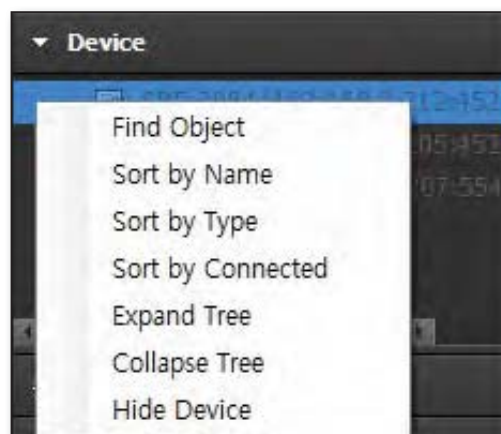 Device
Find Object
Sort by Name
Sort by Type
Sort by Connected
Expand Tree
Collapse Tree
Hide Device